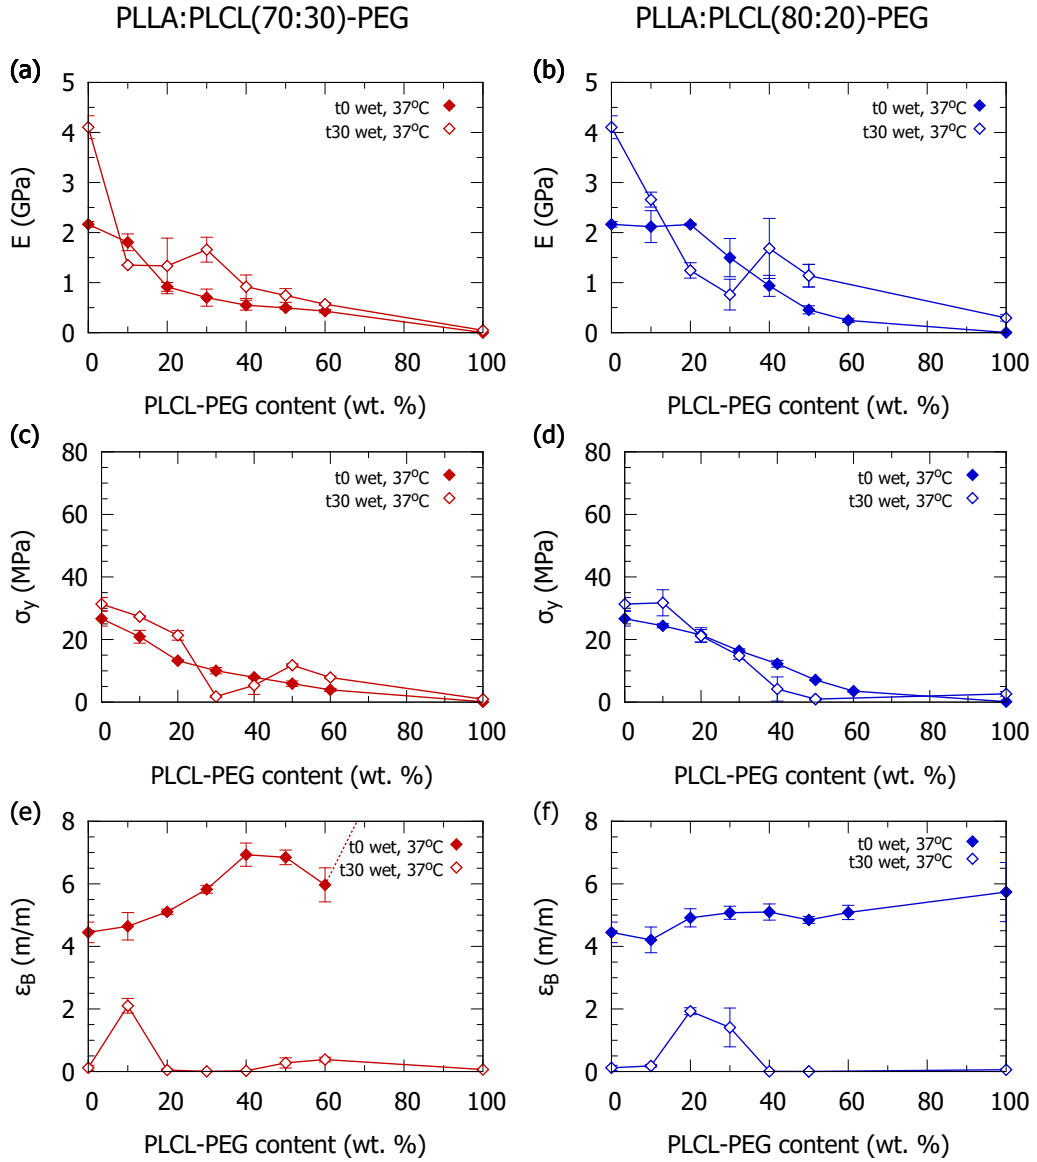 PLLA:PLCL(70:30)-PEG
PLLA:PLCL(80:20)-PEG
(a)
5
4
3
2
1
0
E (GPa)
t0 wet, 37°C
t30 wet, 37°C
0 20 40 60 80 100
PLCL-PEG content (wt. %)
(b)
5
4
3
2
1
0
E (GPa)
t0 wet, 37°C
t30 wet, 37°C
0 20 40 60 80 100
PLCL-PEG content (wt. %)
(c)
80
60
40
20
0
σy (MPa)
t0 wet, 37°C
t30 wet, 37°C
0 20 40 60 80 100
PLCL-PEG content (wt. %)
(d)
80
60
40
20
0
σy (MPa)
t0 wet, 37°C
t30 wet, 37°C
0 20 40 60 80 100
PLCL-PEG content (wt. %)
(e)
8
6
4
2
0
εB (m/m)
t0 wet, 37°C
t30 wet, 37°C
0 20 40 60 80 100
PLCL-PEG content (wt. %)
(f)
8
6
4
2
0
εB (m/m)
t0 wet, 37°C
t30 wet, 37°C
0 20 40 60 80 100
PLCL-PEG content (wt. %)